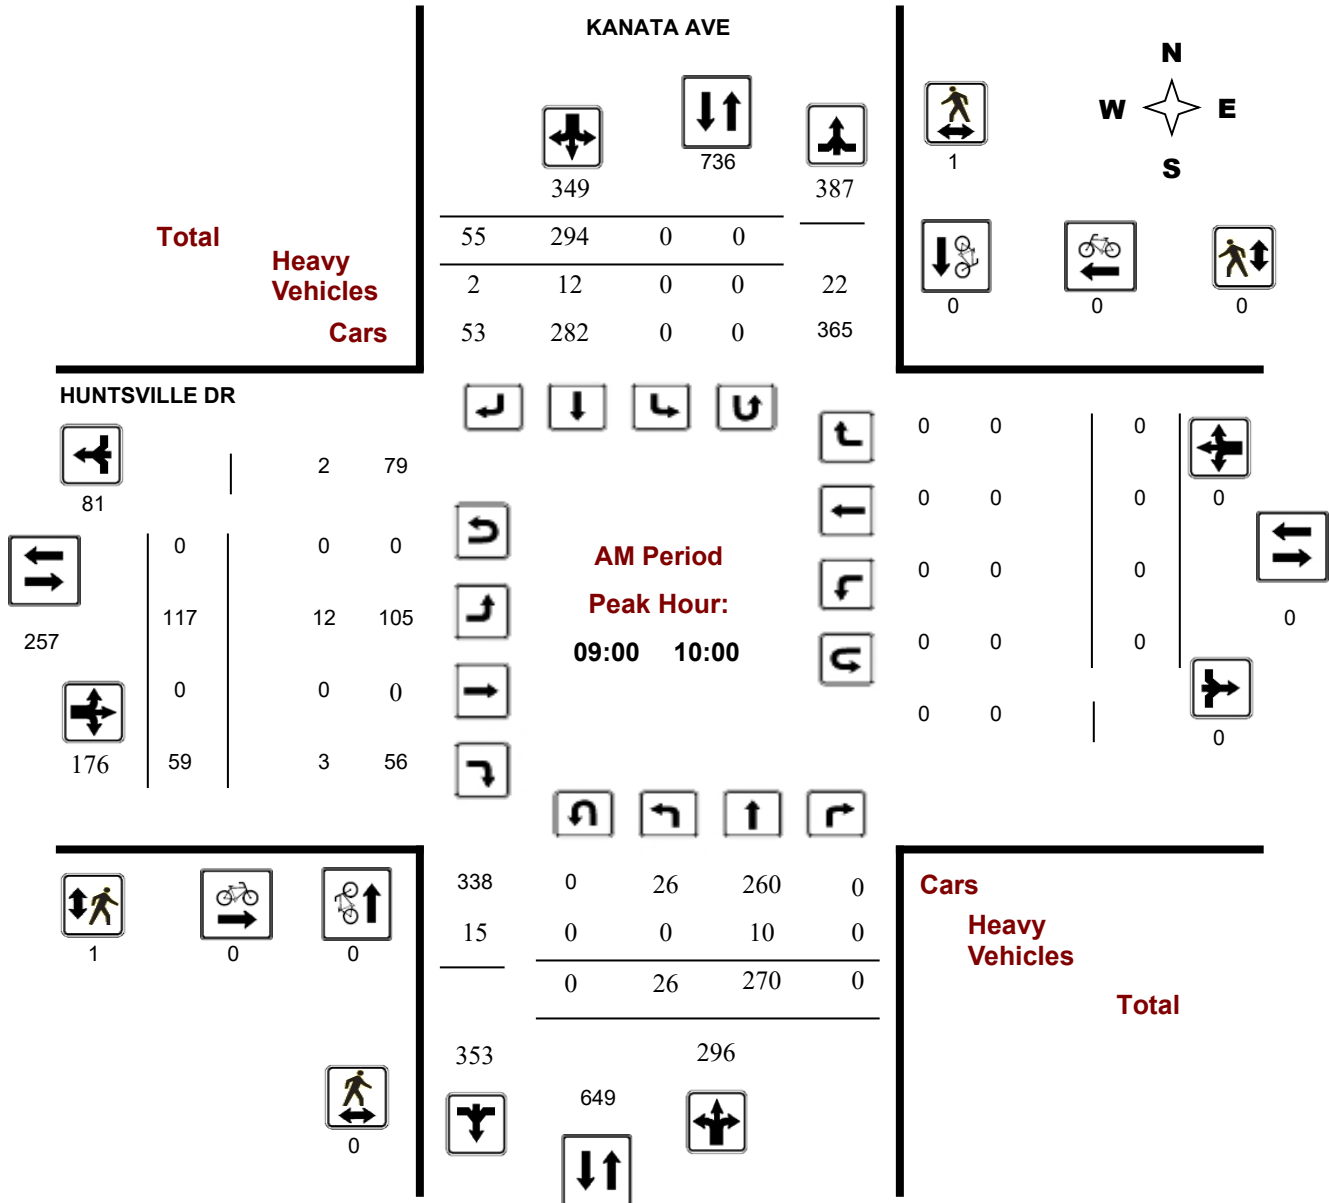 KANATA AVE
N
W E
S
736
1
349
387
Total
55 294 0 0
Heavy
Vehicles
2 12 0 0 22
0 0 0
Cars
53 282 0 0 365
HUNTSVILLE DR
0 0 0
2 79
81
0 0 0 0
0 0 0
AM Period
0 0 0
117 12 105
Peak Hour:
0
257
09:00 10:00
0 0 0
0 0 0
0 0
0
176
59 3 56
338 0 26 260 0
Cars
15 0 0 10 0
Heavy
Vehicles
1 0 0
0 26 270 0
Total
353 296
649
0